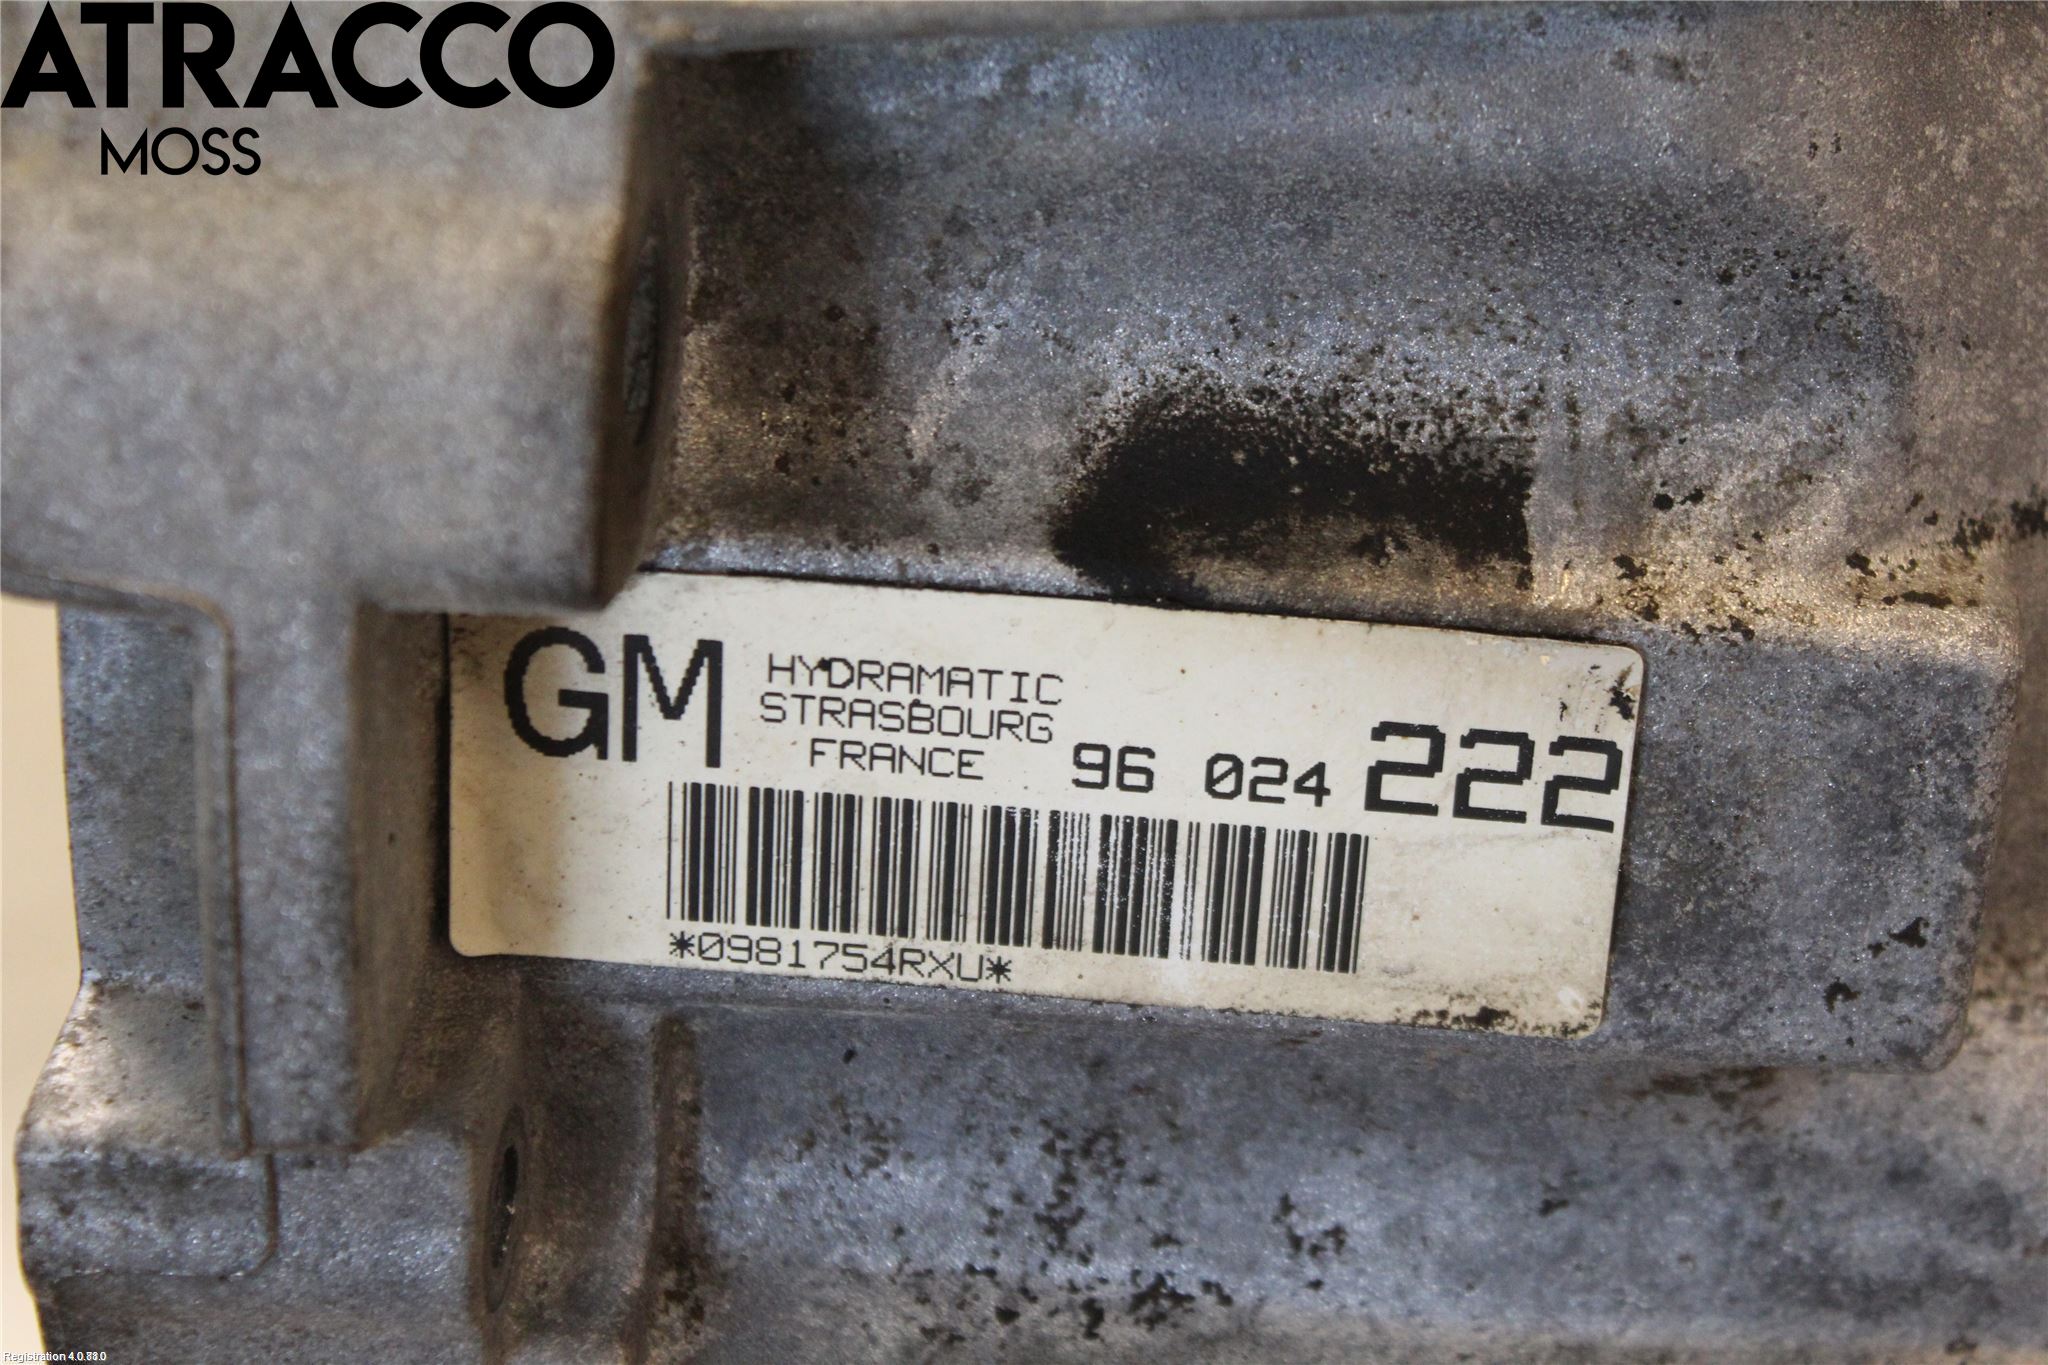 ATRACCO
MOSS
GM HYDRAMATIC
STRASBOURG
FRANCE 96 024 222
*0981754RXU*